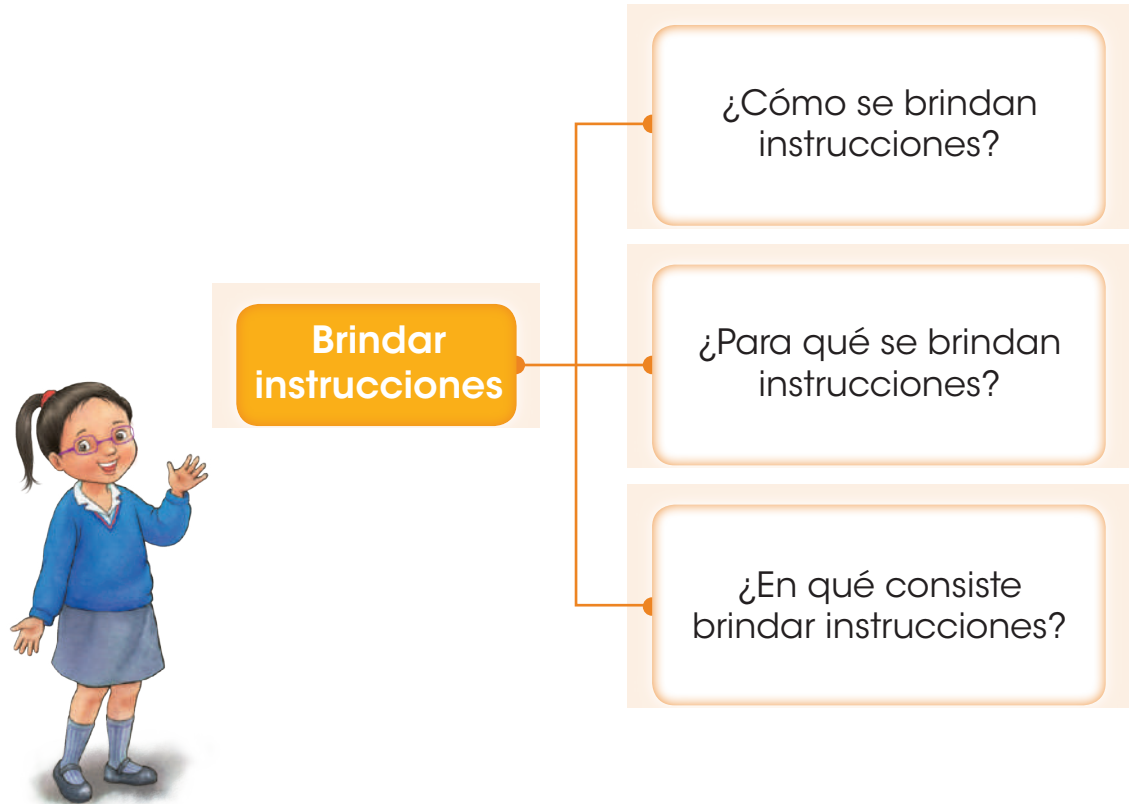 Brindar
instrucciones
¿Cómo se brindan
instrucciones?
¿Para qué se brindan
instrucciones?
¿En qué consiste
brindar instrucciones?